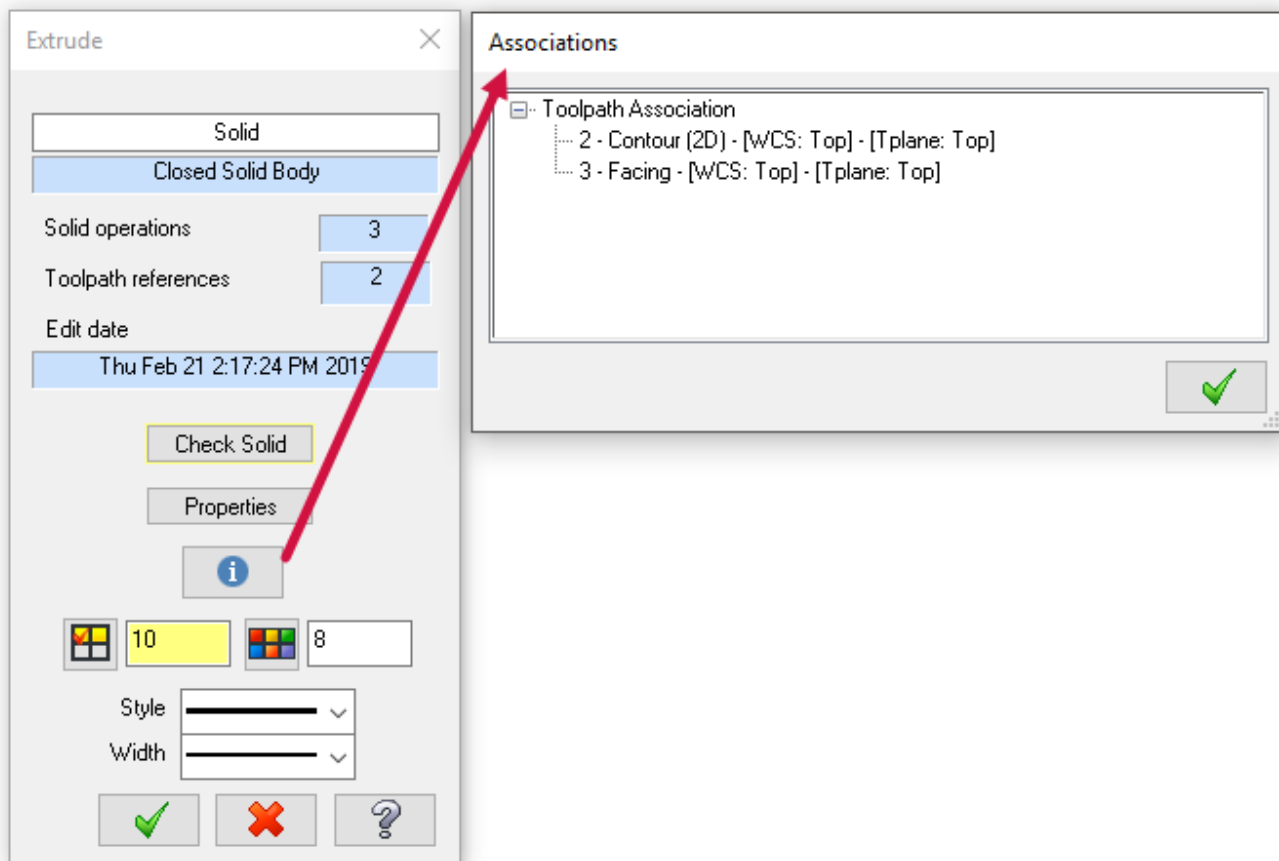 Extrude
Solid
Closed Solid Body
Solid operations 3
Toolpath references 2
Edit date
Thu Feb 21 2:17:24 PM 2019
Check Solid
Properties
10 8
Style
Width
Associations
Toolpath Association
2 - Contour (2D) - [WCS: Top] - [Tplane: Top]
3 - Facing - [WCS: Top] - [Tplane: Top]